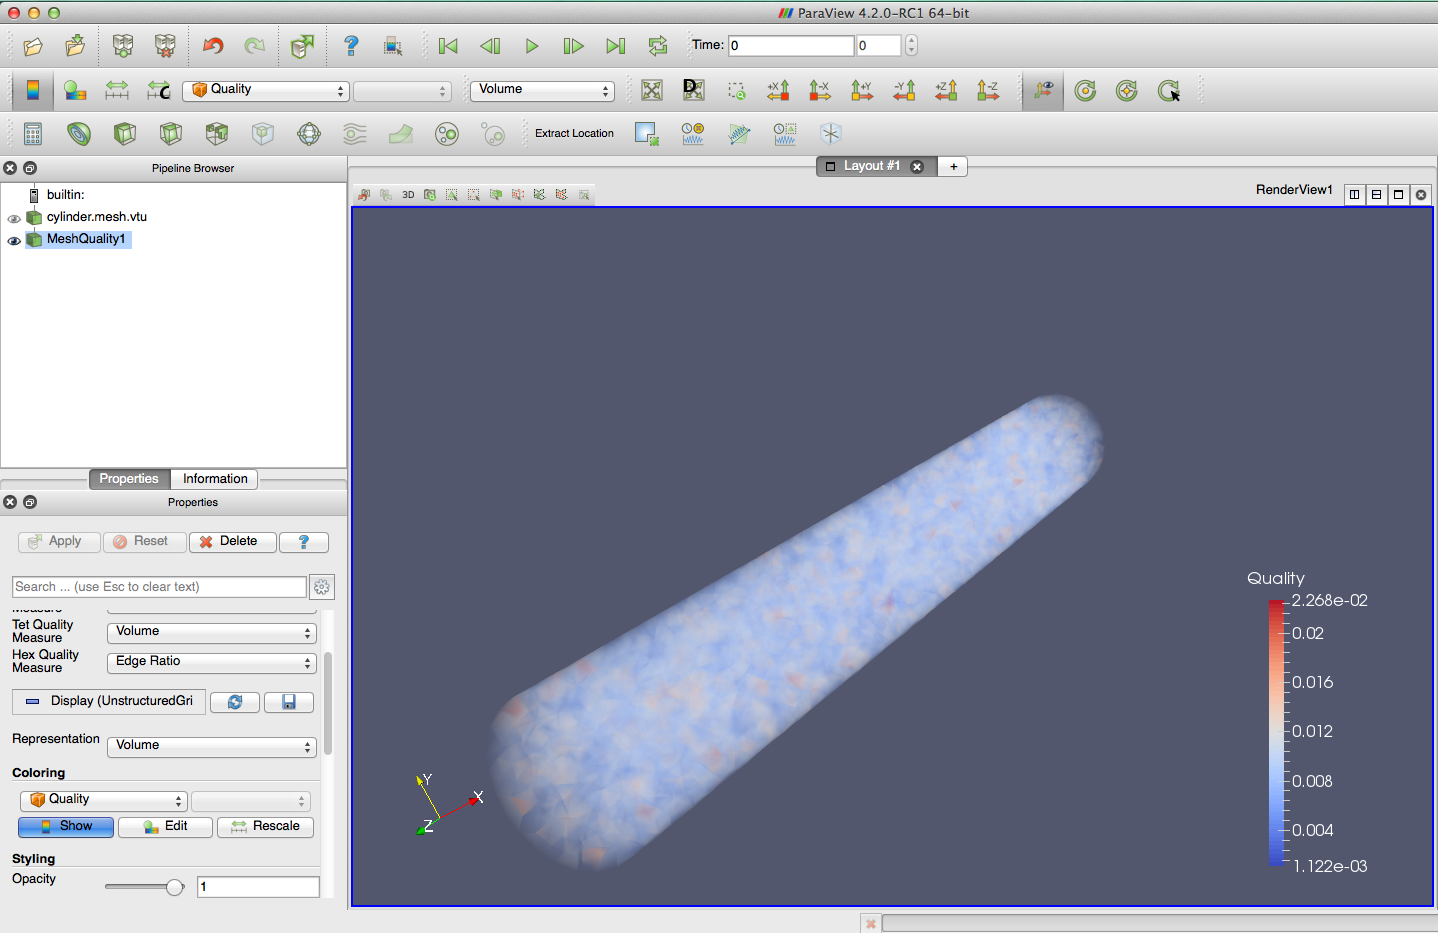 ParaView 4.2.0-RC1 64-bit
Time: 0 0
Quality Volume
D +X -X +Y -Y +Z -Z
Extract Location
Pipeline Browser
Layout #1 +
builtin:
3D
RenderView1
cylinder.mesh.vtu
MeshQuality1
Properties Information
Properties
Apply Reset Delete ?
Search ... (use Esc to clear text)
Measure
Tet Quality
Measure
Volume
Hex Quality
Measure
Edge Ratio
Display (UnstructuredGri
Representation Volume
Coloring
Quality
Show Edit Rescale
Styling
Opacity 1
Y
X
Z
Quality
2.268e-02
0.02
0.016
0.012
0.008
0.004
1.122e-03